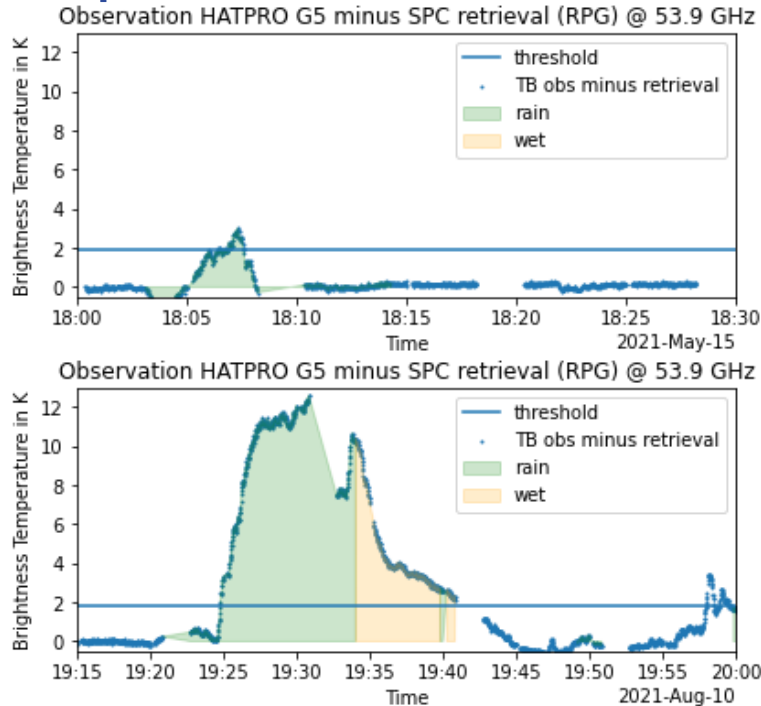 Observation HATPRO G5 minus SPC retrieval (RPG) @ 53.9 GHz
Brightness Temperature in K
12
10
8
6
4
2
0
threshold
TB obs minus retrieval
rain
wet
18:00 18:05 18:10 18:15 18:20 18:25 18:30
Time
2021-May-15
Observation HATPRO G5 minus SPC retrieval (RPG) @ 53.9 GHz
Brightness Temperature in K
12
10
8
6
4
2
0
threshold
TB obs minus retrieval
rain
wet
19:15 19:20 19:25 19:30 19:35 19:40 19:45 19:50 19:55 20:00
Time
2021-Aug-10